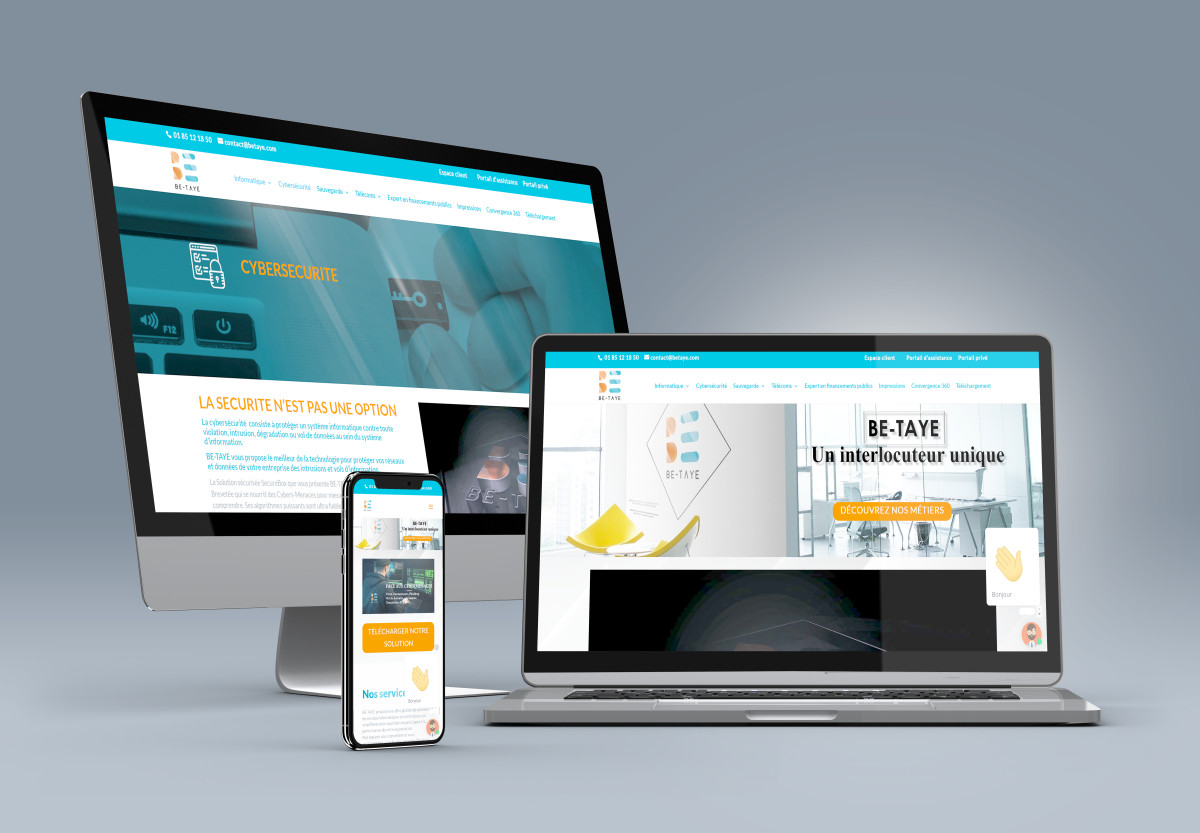 01 85 12 18 50
contact@betaye.com
Espace client
Portail d'assistance
Portail privé
BE-TAYE
Informatique
Cybersécurité
Sauvegarde
Télécoms
Expert en financements publics
Impressions
Convergence 360
Téléchargement
CYBERSECURITE
F12
LA SECURITE N'EST PAS UNE OPTION
La cybersécurité consiste à protéger un système informatique contre toute
violation, intrusion, dégradation ou vol de données au sein du système
d'information.
BE-TAYE vous propose le meilleur de la technologie pour protéger vos réseaux
et données de votre entreprise des intrusions et vols d'information.
La Solution sécurisée SecureBox que vous présente BE-T
Brevetée qui se nourrit des Cybers-Menaces pour mieux
comprendre. Ses algorithmes puissants sont
BE-T
01 85 12 18 50
contact@betaye.com
Espace client
Portail d'assistance
Portail privé
BE-TAYE
Informatique
Cybersécurité
Sauvegarde
Télécoms
Expert en financements publics
Impressions
Convergence 360
Téléchargement
BE-TAYE
BE-TAYE
Un interlocuteur unique
DÉCOUVREZ NOS MÉTIERS
Bonjour
BE-TAYE
Un interlocuteur unique
TÉLÉCHARGER NOTRE
SOLUTION
Nos service
Bonjour